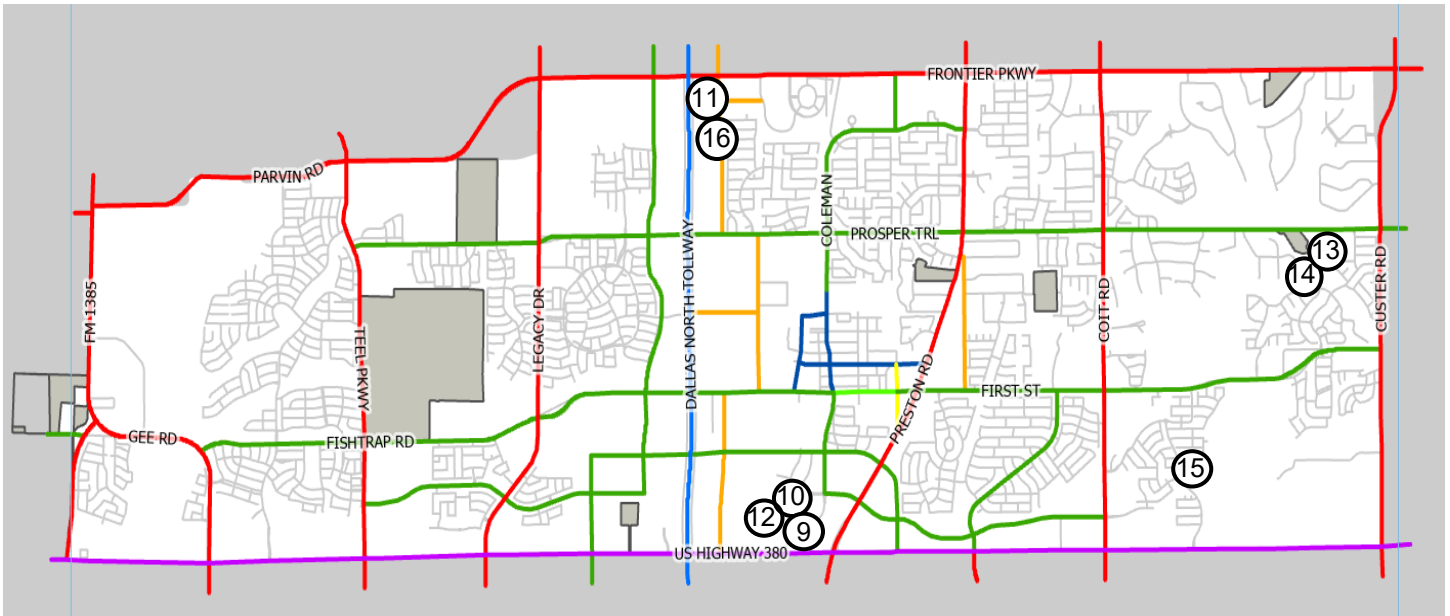 FRONTIER PKWY
11
16
PARVIN RD
COLEMAN
PROSPER TRL
13
14
FM 1385
TEEL PKWY
LEGACY DR
DALLAS NORTH TOLLWAY
COIT RD
CUSTER RD
PRESTON RD
FIRST ST
GEE RD
FISHTRAP RD
15
10
12
9
US HIGHWAY 380